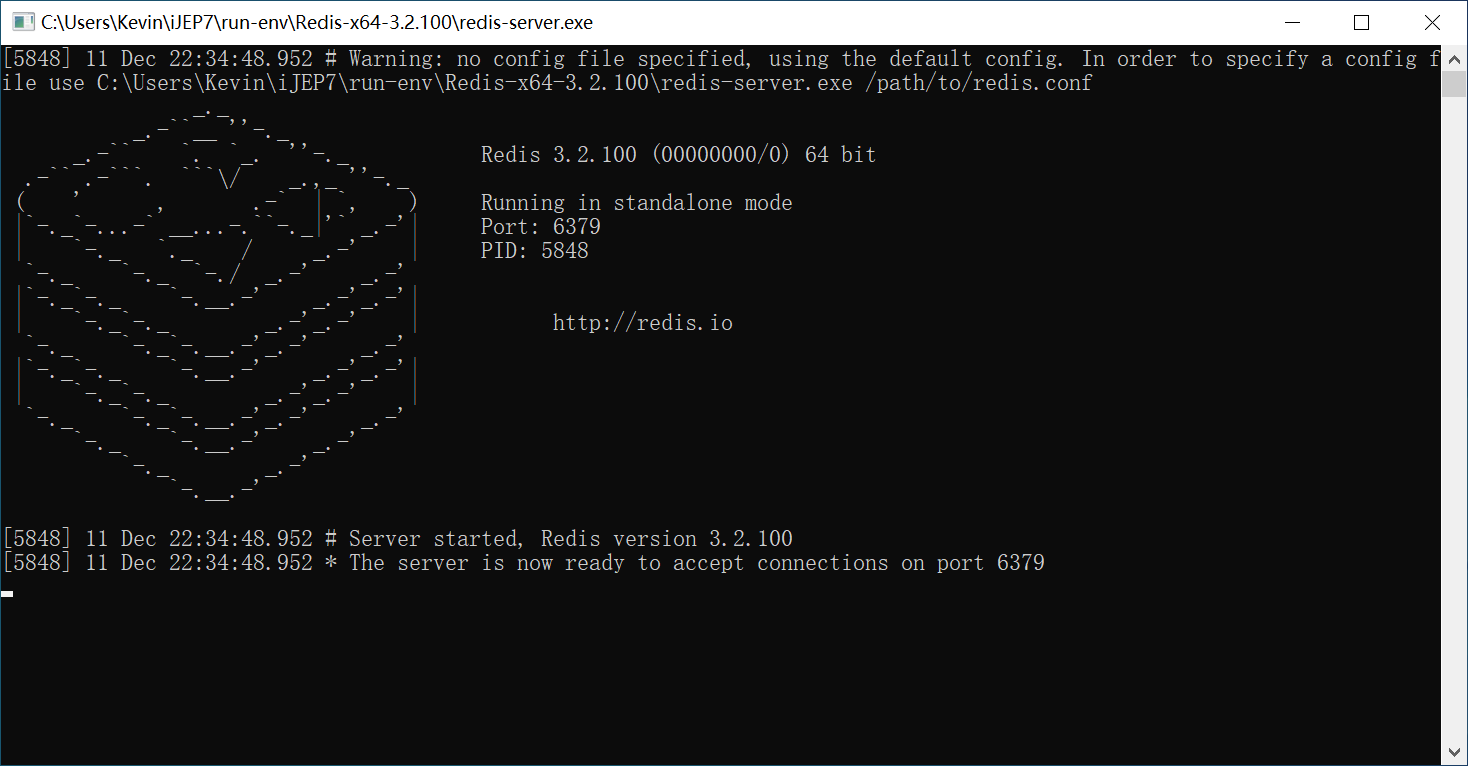 C:\Users\Kevin\iJEP7\run-env\Redis-x64-3.2.100\redis-server.exe
[5848] 11 Dec 22:34:48.952 # Warning: no config file specified, using the default config. In order to specify a config f
ile use C:\Users\Kevin\iJEP7\run-env\Redis-x64-3.2.100\redis-server.exe /path/to/redis.conf
Redis 3.2.100 (00000000/0) 64 bit
Running in standalone mode
Port: 6379
PID: 5848
http://redis.io
[5848] 11 Dec 22:34:48.952 # Server started, Redis version 3.2.100
[5848] 11 Dec 22:34:48.952 * The server is now ready to accept connections on port 6379